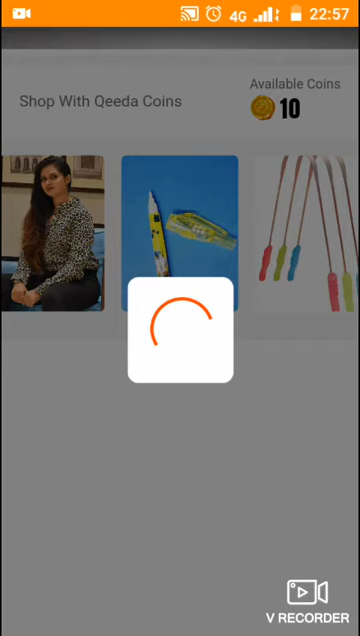 4G 22:57
Available Coins
Shop With Qeeda Coins
10
V RECORDER